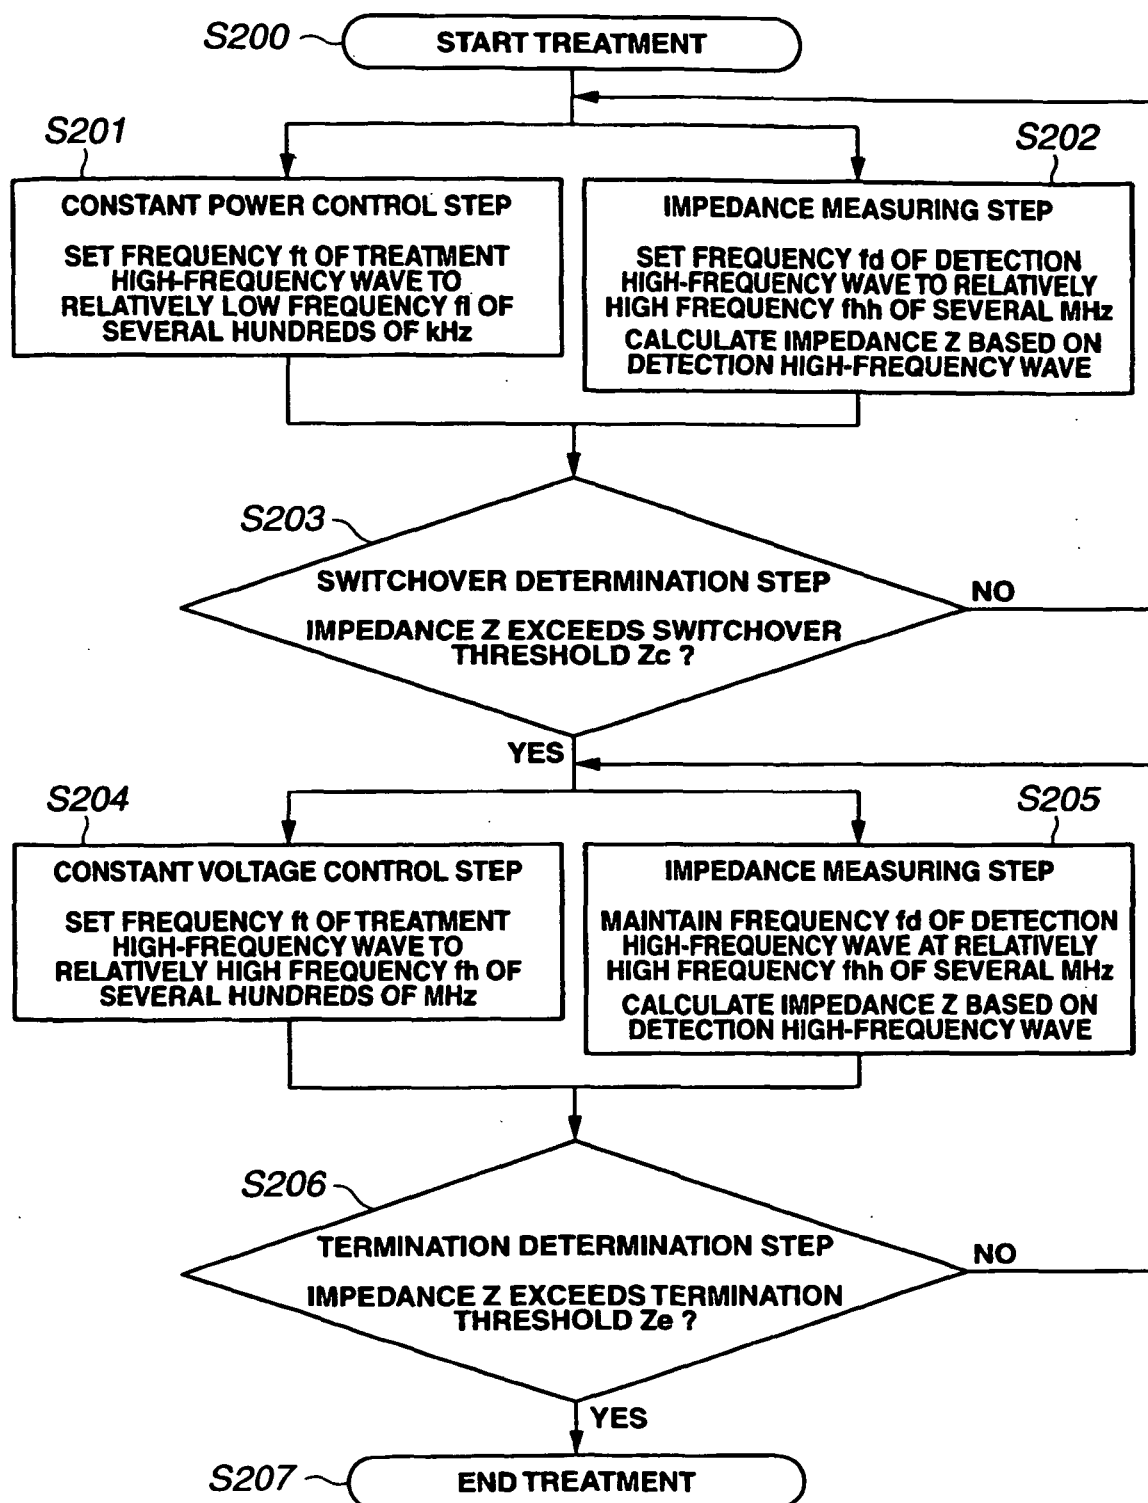 S200
START TREATMENT
S201
CONSTANT POWER CONTROL STEP
SET FREQUENCY ft OF TREATMENT
HIGH-FREQUENCY WAVE TO
RELATIVELY LOW FREQUENCY fl OF
SEVERAL HUNDREDS OF kHz
S202
IMPEDANCE MEASURING STEP
SET FREQUENCY fd OF DETECTION
HIGH-FREQUENCY WAVE TO RELATIVELY
HIGH FREQUENCY fhh OF SEVERAL MHz
CALCULATE IMPEDANCE Z BASED ON
DETECTION HIGH-FREQUENCY WAVE
S203
SWITCHOVER DETERMINATION STEP
IMPEDANCE Z EXCEEDS SWITCHOVER
THRESHOLD Zc ?
NO
YES
S204
CONSTANT VOLTAGE CONTROL STEP
SET FREQUENCY ft OF TREATMENT
HIGH-FREQUENCY WAVE TO
RELATIVELY HIGH FREQUENCY fh OF
SEVERAL HUNDREDS OF MHz
S205
IMPEDANCE MEASURING STEP
MAINTAIN FREQUENCY fd OF DETECTION
HIGH-FREQUENCY WAVE AT RELATIVELY
HIGH FREQUENCY fhh OF SEVERAL MHz
CALCULATE IMPEDANCE Z BASED ON
DETECTION HIGH-FREQUENCY WAVE
S206
TERMINATION DETERMINATION STEP
IMPEDANCE Z EXCEEDS TERMINATION
THRESHOLD Ze ?
NO
YES
S207
END TREATMENT